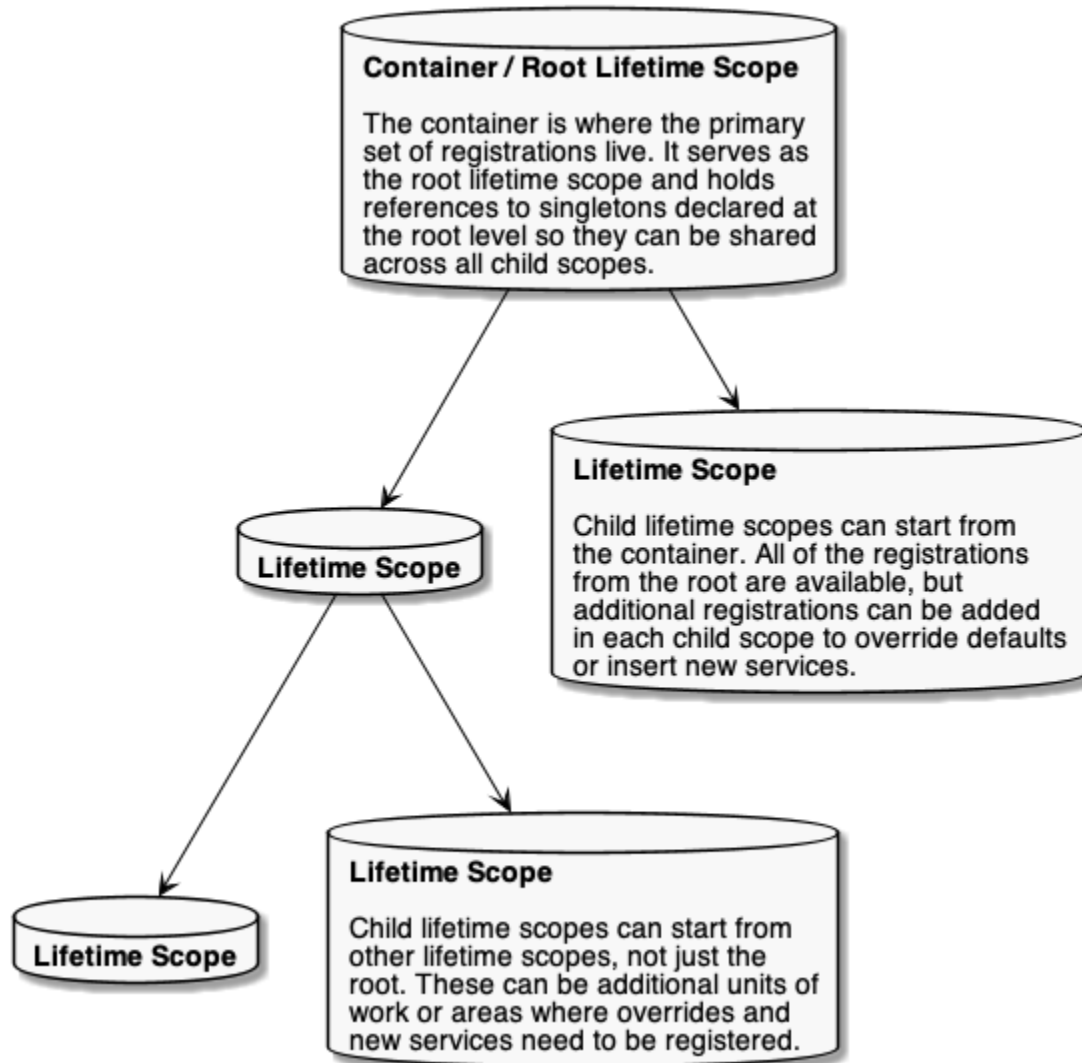 Container / Root Lifetime Scope
The container is where the primary
set of registrations live. It serves as
the root lifetime scope and holds
references to singletons declared at
the root level so they can be shared
across all child scopes.
Lifetime Scope
Child lifetime scopes can start from
the container. All of the registrations
from the root are available, but
additional registrations can be added
in each child scope to override defaults
or insert new services.
Lifetime Scope
Lifetime Scope
Child lifetime scopes can start from
other lifetime scopes, not just the
root. These can be additional units of
work or areas where overrides and
new services need to be registered.
Lifetime Scope